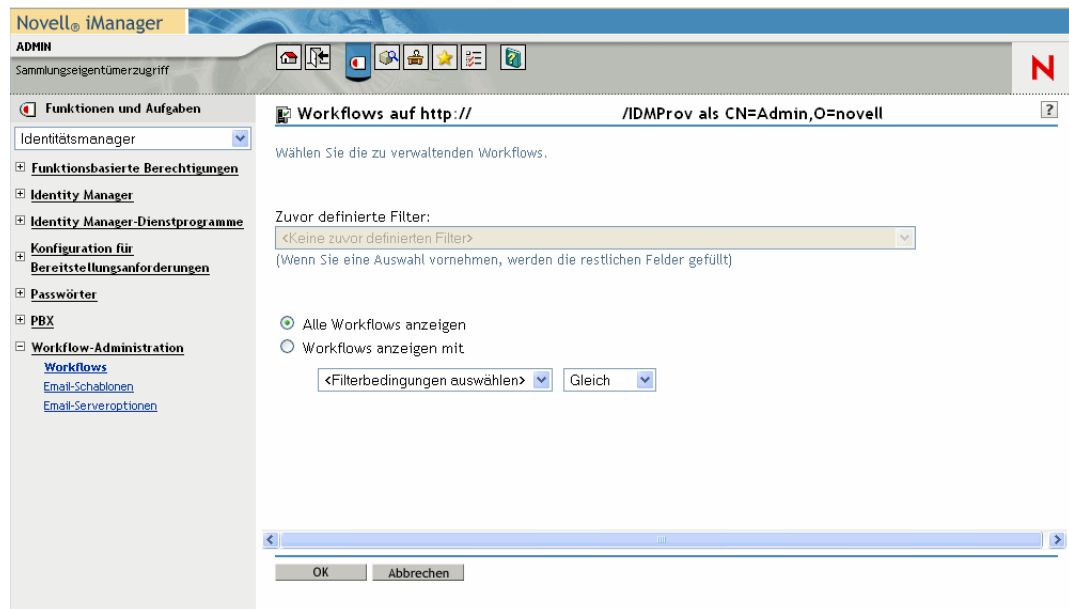 Novell® iManager
ADMIN
Sammlungseigentümerzugriff
N
Funktionen und Aufgaben
Identitätsmanager
Funktionsbasierte Berechtigungen
Identity Manager
Identity Manager-Dienstprogramme
Konfiguration für
Bereitstellungsanforderungen
Passwörter
PBX
Workflow-Administration
Workflows
Email-Schablonen
Email-Serveroptionen
Workflows auf http:// /IDMProv als CN=Admin,O=novell
?
Wählen Sie die zu verwaltenden Workflows.
Zuvor definierte Filter:
<Keine zuvor definierten Filter>
(Wenn Sie eine Auswahl vornehmen, werden die restlichen Felder gefüllt)
Alle Workflows anzeigen
Workflows anzeigen mit
<Filterbedingungen auswählen> Gleich
OK Abbrechen